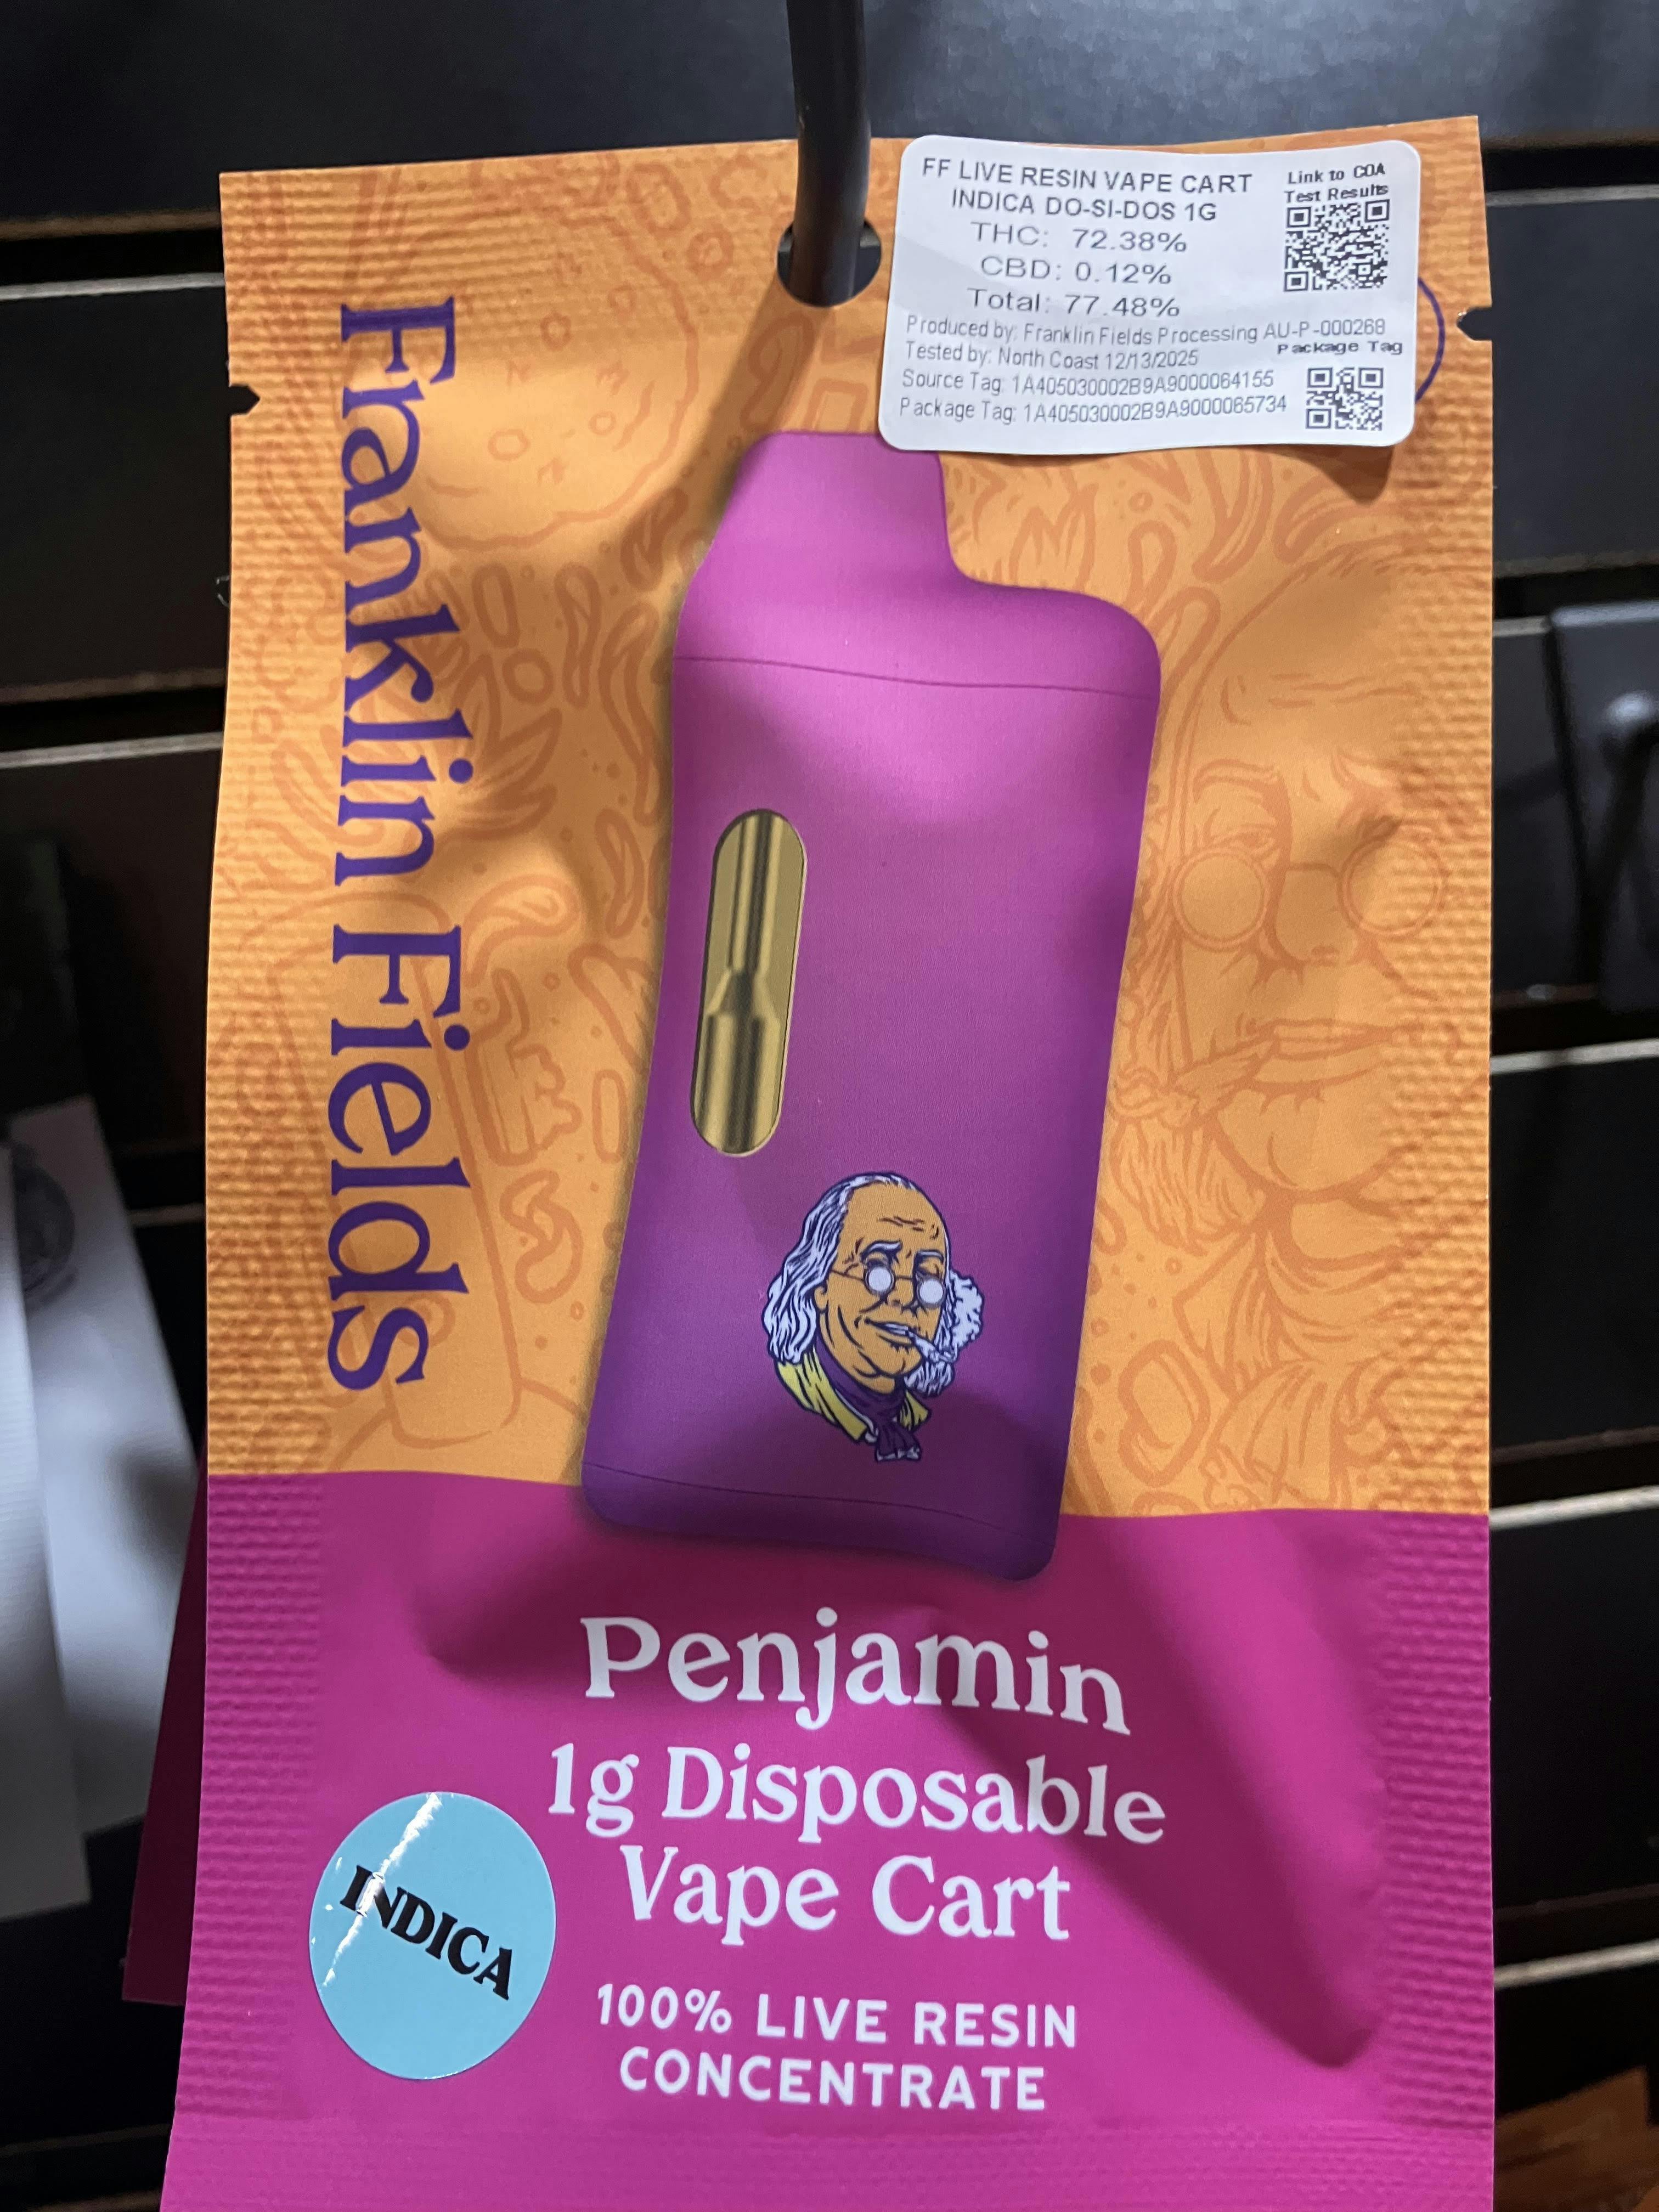 FF LIVE RESIN VAPE CART
INDICA DO-SI-DOS 1G
THC: 72.38%
CBD: 0.12%
Total: 77.48%
Produced by: Franklin Fields Processing AU-P-000268
Tested by: North Coast 12/13/2025
Source Tag: 1A405030002B9A9000064155
Package Tag: 1A405030002B9A9000065734
Link to COA
Test Results
Package Tag
Franklin Fields
Penjamin
1g Disposable
Vape Cart
INDICA
100% LIVE RESIN
CONCENTRATE